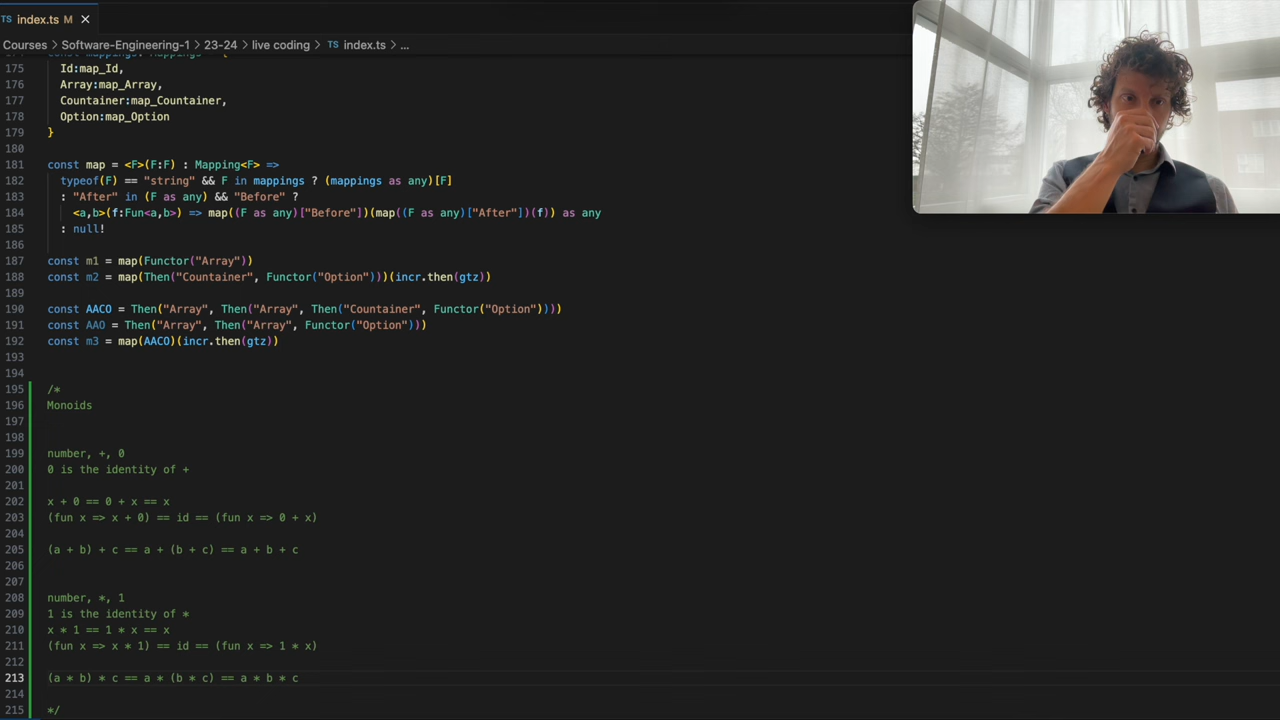 TS index.ts M ×
Courses > Software-Engineering-1 > 23-24 > live coding > TS index.ts > ...
175 Id:map_Id,
176 Array:map_Array,
177 Countainer:map_Countainer,
178 Option:map_Option
179 }
180
181 const map = <F>(F:F) : Mapping<F> =>
182 typeof(F) == "string" && F in mappings ? (mappings as any)[F]
183 : "After" in (F as any) && "Before" ?
184 <a,b>(f:Fun<a,b>) => map((F as any)["Before"])(map((F as any)["After"])(f)) as any
185 : null!
186
187 const m1 = map(Functor("Array"))
188 const m2 = map(Then("Countainer", Functor("Option")))(incr.then(gtz))
189
190 const AACO = Then("Array", Then("Array", Then("Countainer", Functor("Option"))))
191 const AAO = Then("Array", Then("Array", Functor("Option")))
192 const m3 = map(AACO)(incr.then(gtz))
193
194
195 /*
196 Monoids
197
198
199 number, +, 0
200 0 is the identity of +
201
202 x + 0 == 0 + x == x
203 (fun x => x + 0) == id == (fun x => 0 + x)
204
205 (a + b) + c == a + (b + c) == a + b + c
206
207
208 number, *, 1
209 1 is the identity of *
210 x * 1 == 1 * x == x
211 (fun x => x * 1) == id == (fun x => 1 * x)
212
213 (a * b) * c == a * (b * c) == a * b * c
214
215 */